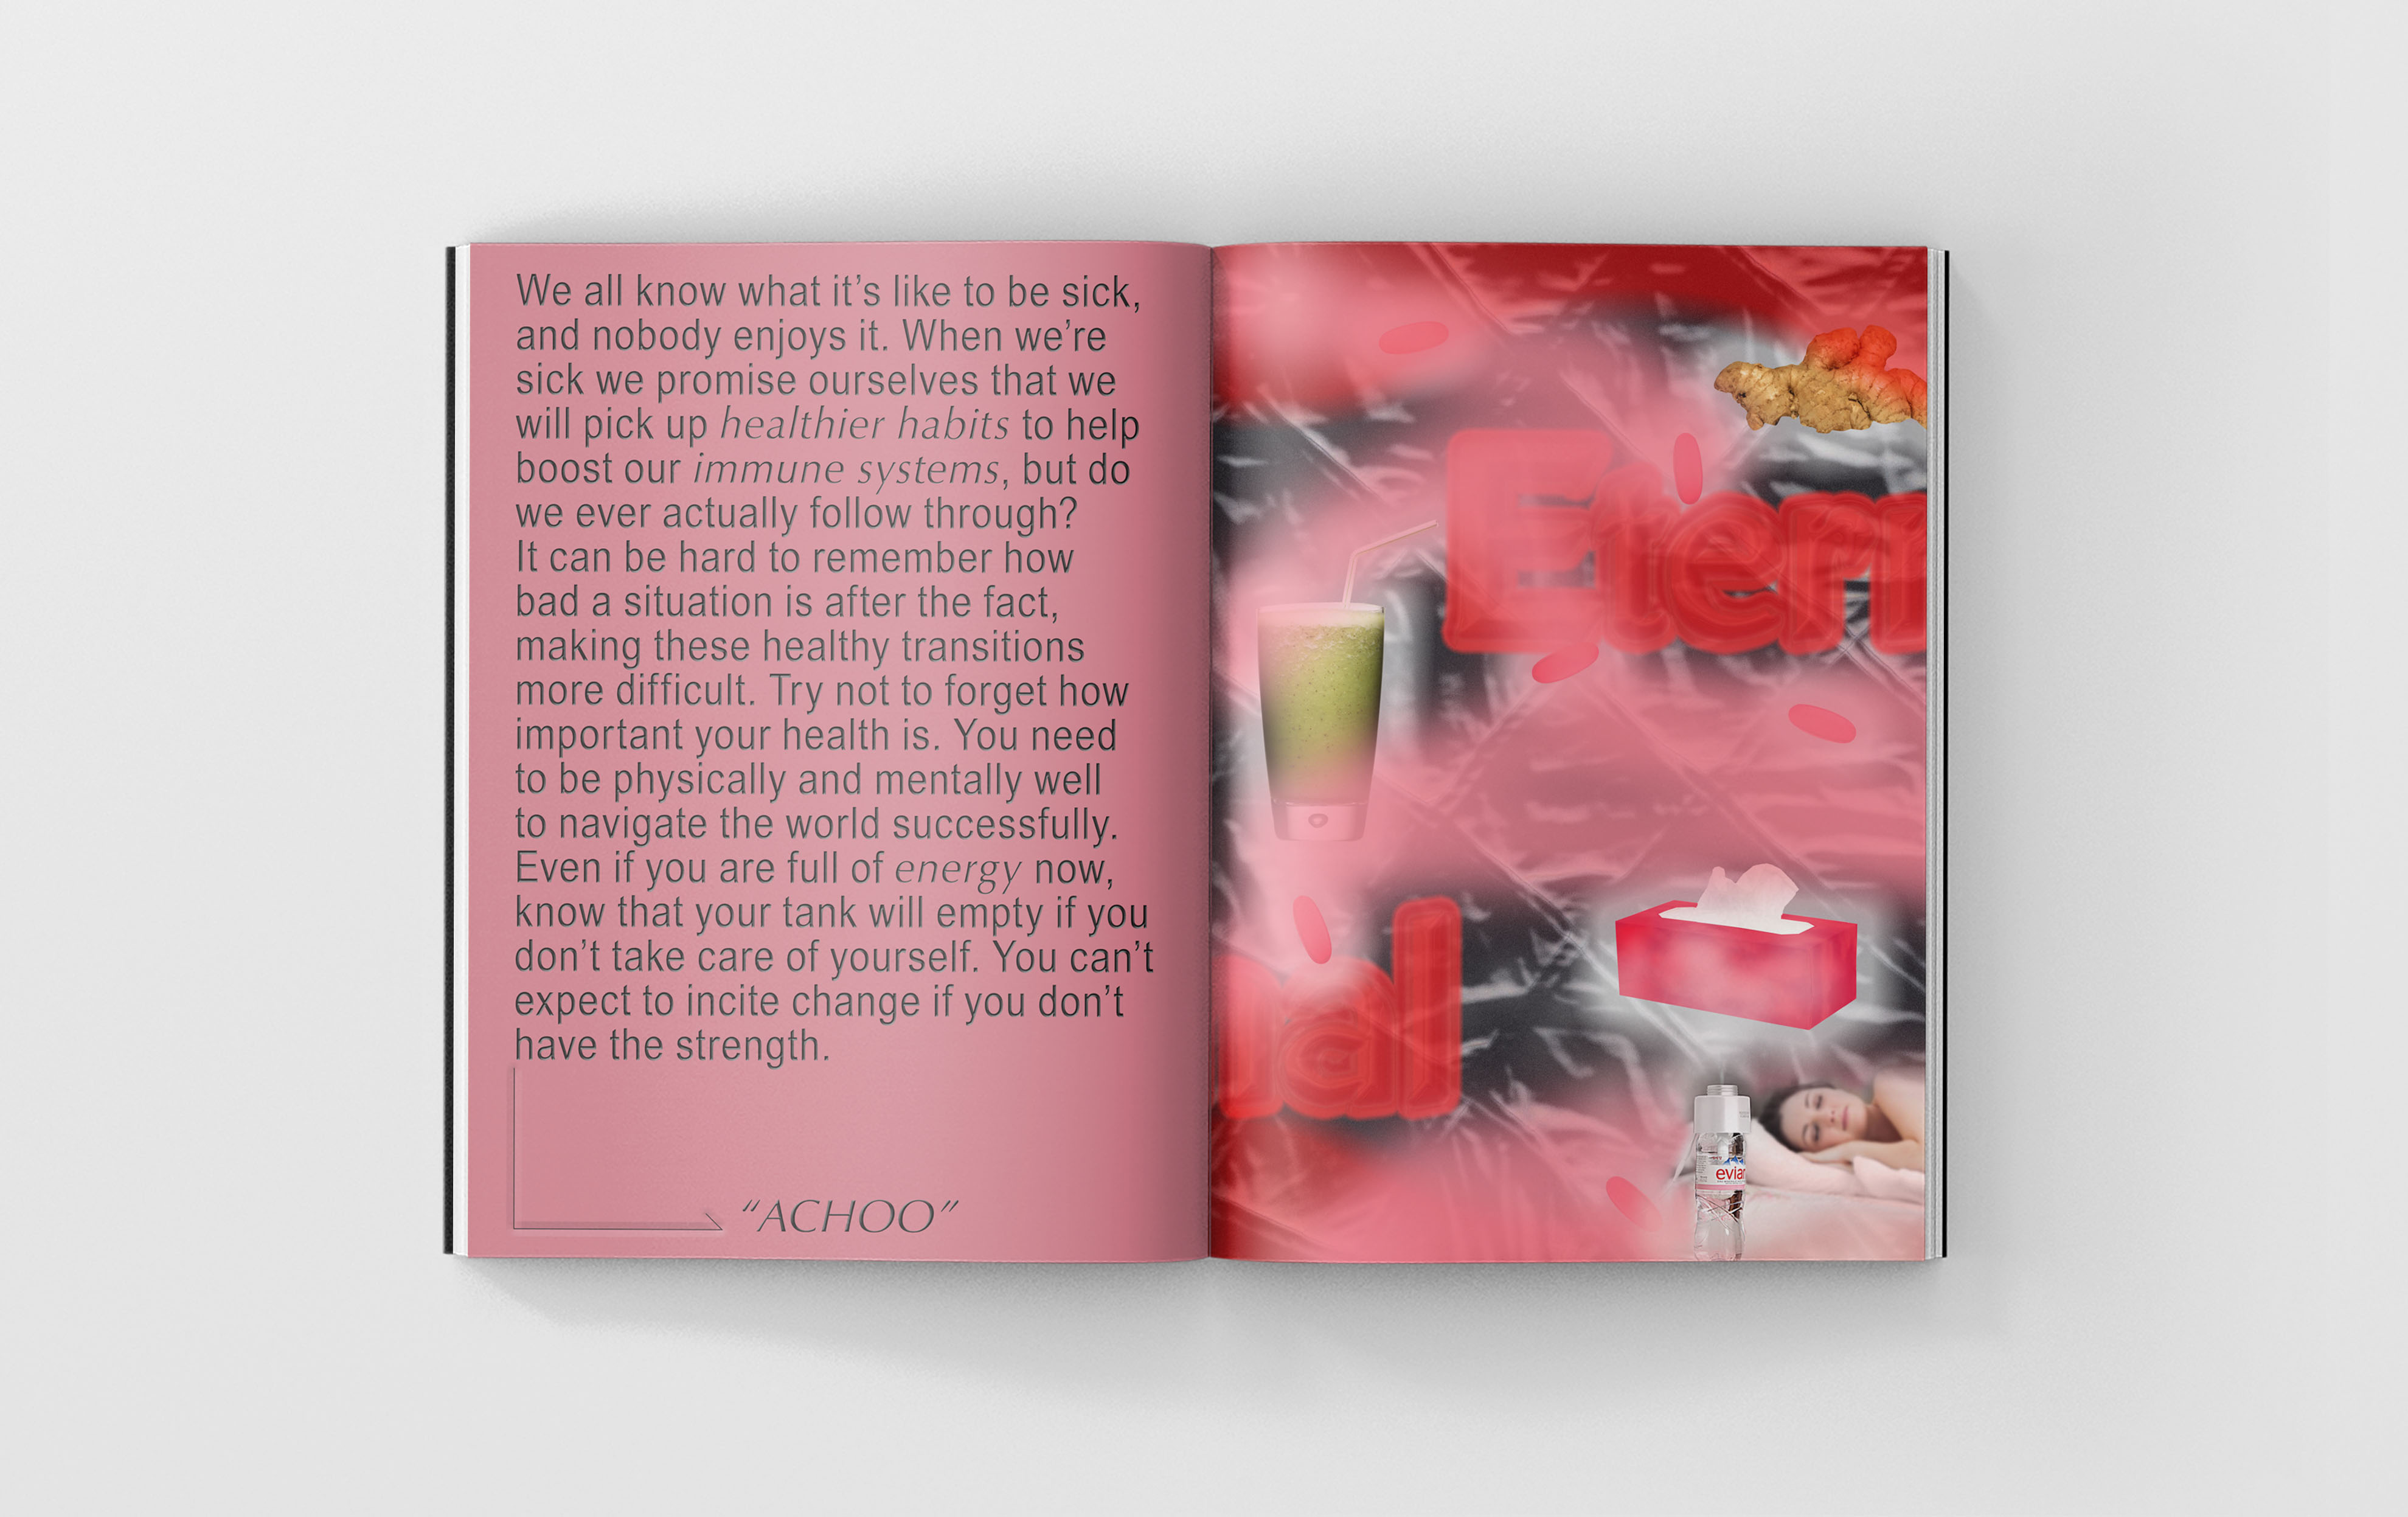 We all know what it’s like to be sick,
and nobody enjoys it. When we’re
sick we promise ourselves that we
will pick up healthier habits to help
boost our immune systems, but do
we ever actually follow through?
It can be hard to remember how
bad a situation is after the fact,
making these healthy transitions
more difficult. Try not to forget how
important your health is. You need
to be physically and mentally well
to navigate the world successfully.
Even if you are full of energy now,
know that your tank will empty if you
don’t take care of yourself. You can’t
expect to incite change if you don’t
have the strength.
“ACHOO”
Etern
al
evian